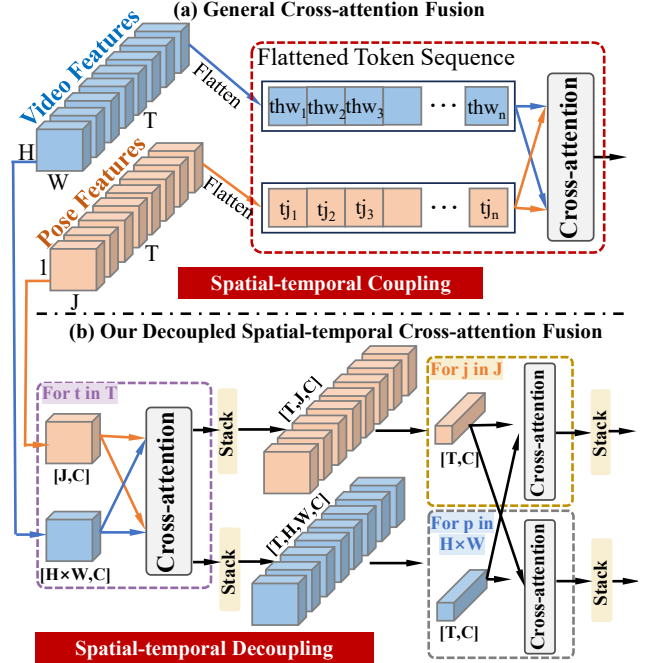 (a) General Cross-attention Fusion
Video Features
T
H
W
Flatten
Flattened Token Sequence
thw1 thw2 thw3 ··· thwn
Cross-attention
Pose Features
T
1
J
Flatten
tj1 tj2 tj3 ··· tjn
Spatial-temporal Coupling
(b) Our Decoupled Spatial-temporal Cross-attention Fusion
For t in T
[J,C]
[H×W,C]
Cross-attention
Stack
Stack
[T,J,C]
[T,H,W,C]
For j in J
[T,C]
Cross-attention
Stack
For p in
H×W
[T,C]
Cross-attention
Stack
Spatial-temporal Decoupling